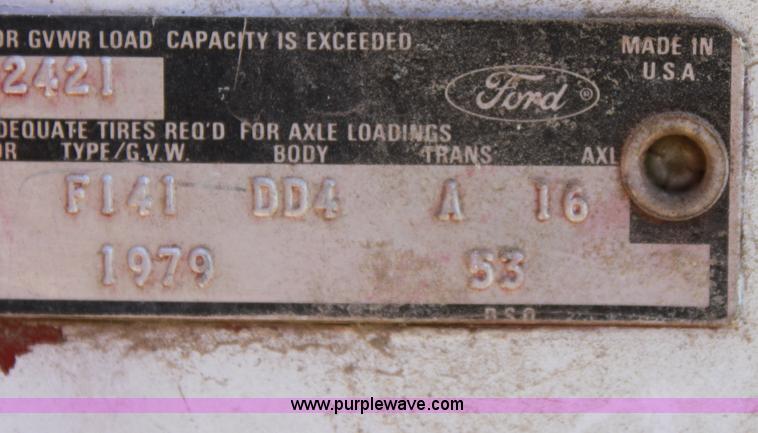 OR GVWR LOAD CAPACITY IS EXCEEDED
MADE IN
U.S.A
2421
Ford ®
DEQUATE TIRES REQ'D FOR AXLE LOADINGS
OR TYPE/G.V.W. BODY TRANS AXL
F141 DD4 A 16
1979 53
D.S.O.
www.purplewave.com